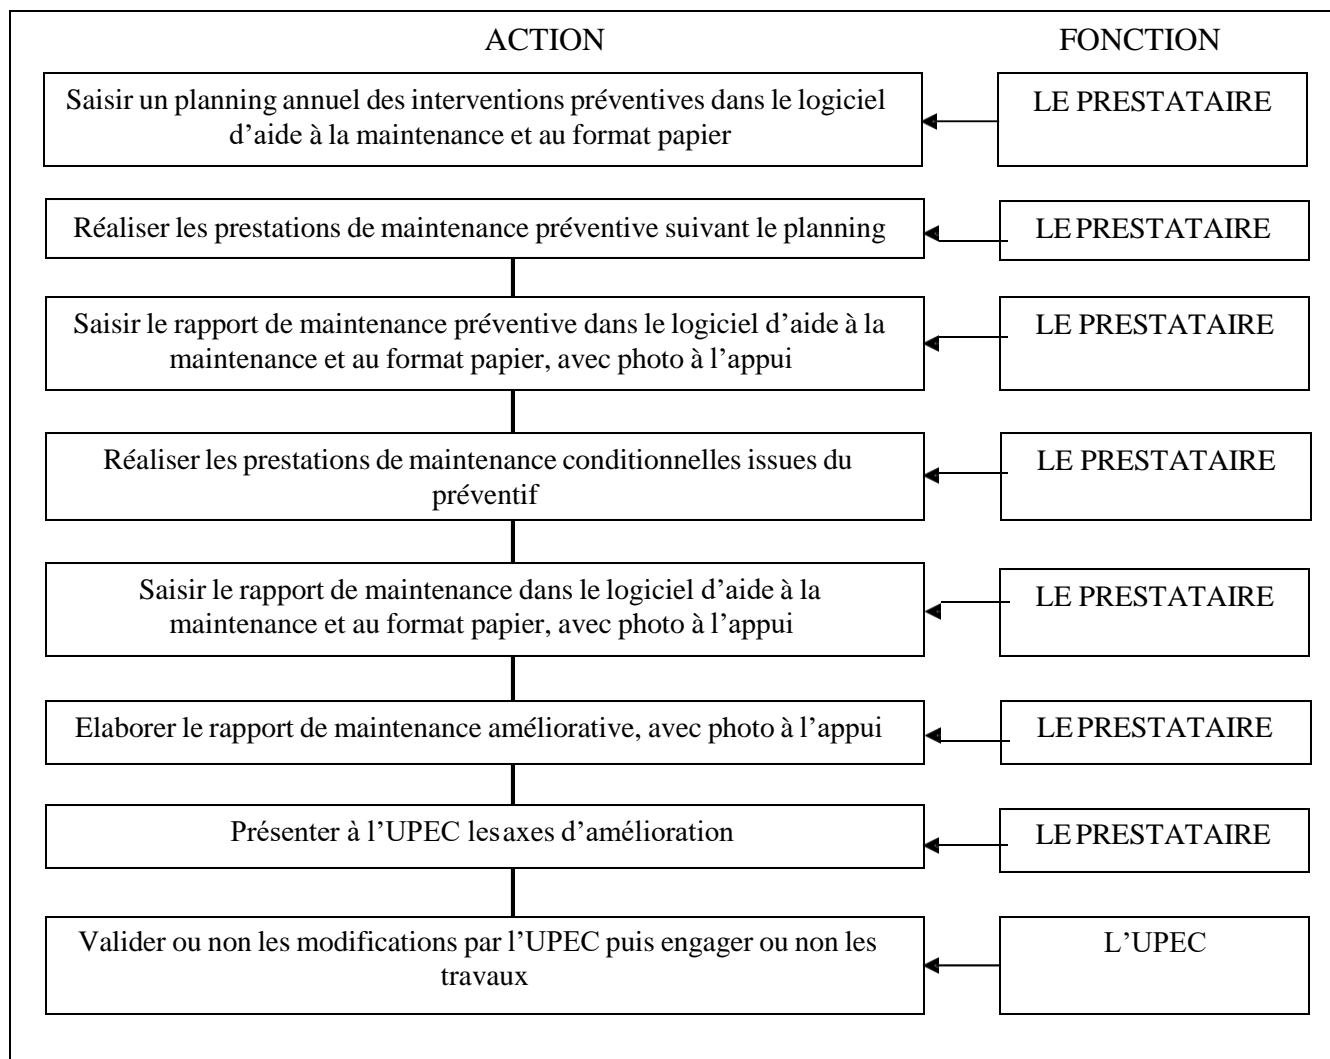 ACTION
FONCTION
Saisir un planning annuel des interventions préventives dans le logiciel
d’aide à la maintenance et au format papier
LE PRESTATAIRE
Réaliser les prestations de maintenance préventive suivant le planning
LE PRESTATAIRE
Saisir le rapport de maintenance préventive dans le logiciel d’aide à la
maintenance et au format papier, avec photo à l’appui
LE PRESTATAIRE
Réaliser les prestations de maintenance conditionnelles issues du
préventif
LE PRESTATAIRE
Saisir le rapport de maintenance dans le logiciel d’aide à la
maintenance et au format papier, avec photo à l’appui
LE PRESTATAIRE
Elaborer le rapport de maintenance améliorative, avec photo à l’appui
LE PRESTATAIRE
Présenter à l’UPEC les axes d’amélioration
LE PRESTATAIRE
Valider ou non les modifications par l’UPEC puis engager ou non les
travaux
L’UPEC